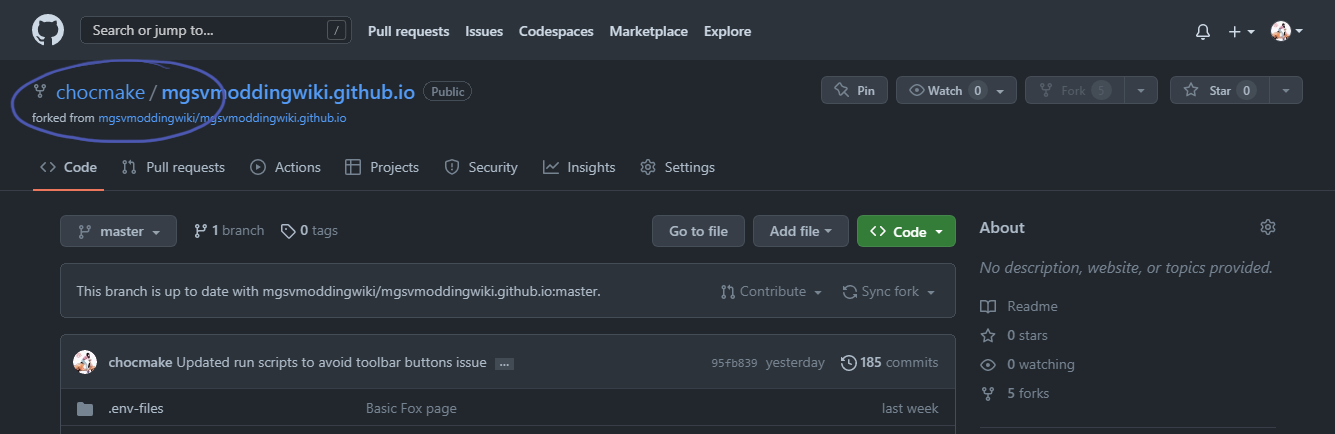 Search or jump to... /
Pull requests Issues Codespaces Marketplace Explore
chocmake / mgsvmoddingwiki.github.io Public
forked from mgsvmoddingwiki/mgsvmoddingwiki.github.io
Pin Watch 0 Fork 5 Star 0
Code Pull requests Actions Projects Security Insights Settings
master 1 branch 0 tags Go to file Add file Code
This branch is up to date with mgsvmoddingwiki/mgsvmoddingwiki.github.io:master. Contribute Sync fork
chocmake Updated run scripts to avoid toolbar buttons issue ... 95fb839 yesterday 185 commits
.env-files Basic Fox page last week
About
No description, website, or topics provided.
Readme
0 stars
0 watching
5 forks